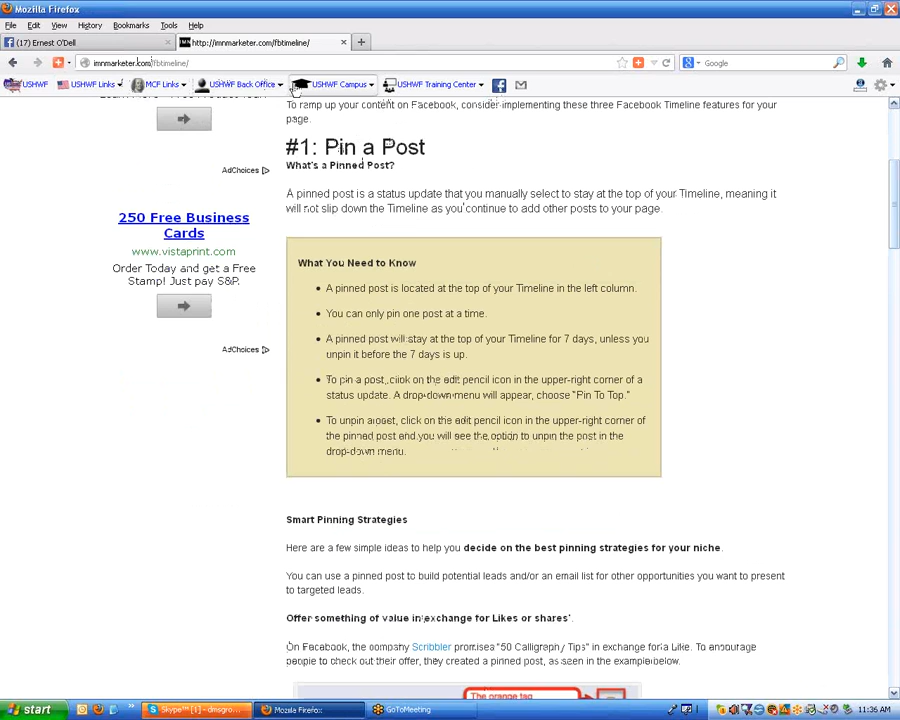 Mozilla Firefox
File Edit View History Bookmarks Tools Help
(17) Ernest O'Dell × http://imnmarketer.com/fbtimeline/ × +
imnmarketer.com/fbtimeline/ Google
USHWF USHWF Links MCF Links USHWF Back Office USHWF Campus USHWF Training Center
To ramp up your content on Facebook, consider implementing these three Facebook Timeline features for your
page.
#1: Pin a Post
What's a Pinned Post?
AdChoices
A pinned post is a status update that you manually select to stay at the top of your Timeline, meaning it
will not slip down the Timeline as you continue to add other posts to your page.
250 Free Business
Cards
www.vistaprint.com
Order Today and get a Free
Stamp! Just pay S&P.
AdChoices
What You Need to Know
• A pinned post is located at the top of your Timeline in the left column.
• You can only pin one post at a time.
• A pinned post will stay at the top of your Timeline for 7 days, unless you
unpin it before the 7 days is up.
• To pin a post, click on the edit pencil icon in the upper-right corner of a
status update. A drop-down menu will appear, choose "Pin To Top."
• To unpin a post, click on the edit pencil icon in the upper-right corner of
the pinned post and you will see the option to unpin the post in the
drop-down menu.
Smart Pinning Strategies
Here are a few simple ideas to help you decide on the best pinning strategies for your niche.
You can use a pinned post to build potential leads and/or an email list for other opportunities you want to present
to targeted leads.
Offer something of value in exchange for Likes or shares'.
On Facebook, the company Scribbler promises "50 Calligraphy Tips" in exchange for a Like. To encourage
people to check out their offer, they created a pinned post, as seen in the example below.
The orange tag
start Skype™ [1] - dmsgro... Mozilla Firefox GoToMeeting 11:36 AM